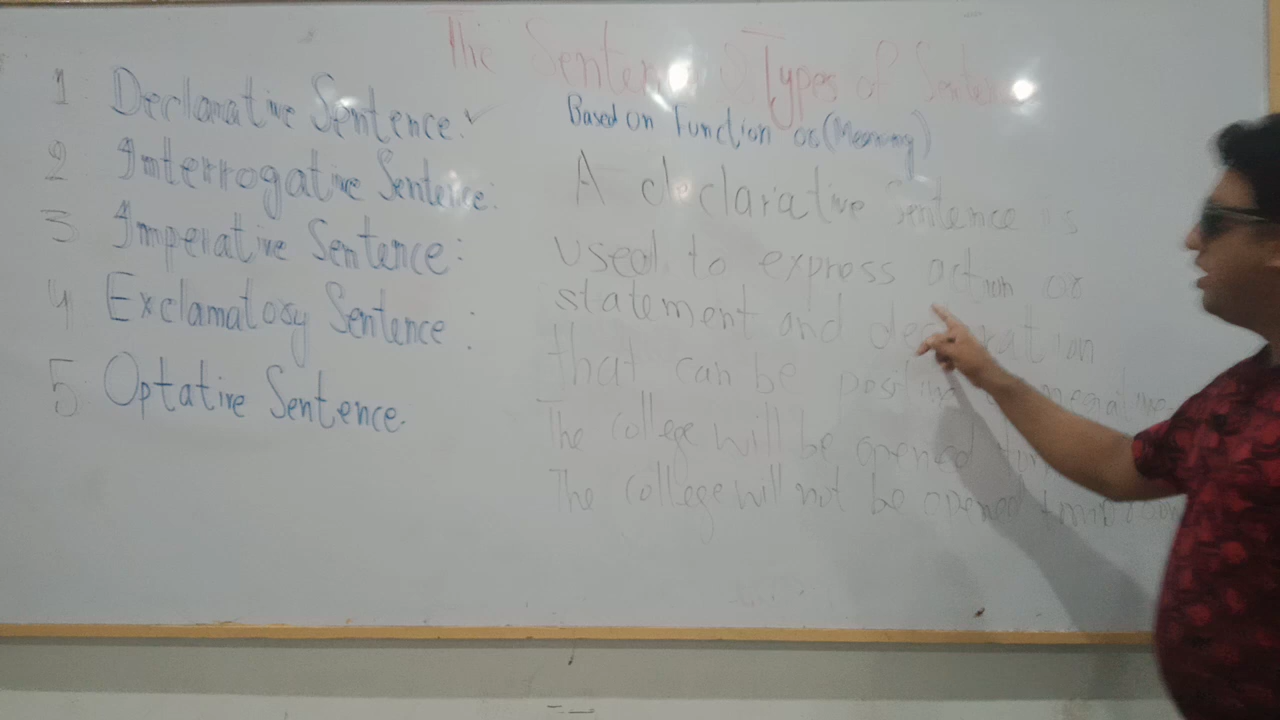 The Sentence Types of Sentence
Based on Function or (Meaning)
1 Declarative Sentence.
2 Interrogative Sentence:
3 Imperative Sentence:
4 Exclamatory Sentence:
5 Optative Sentence.
A declarative Sentence is
used to express action or
statement and declaration
that can be positive negative
The College will be opened
The College will not be opened